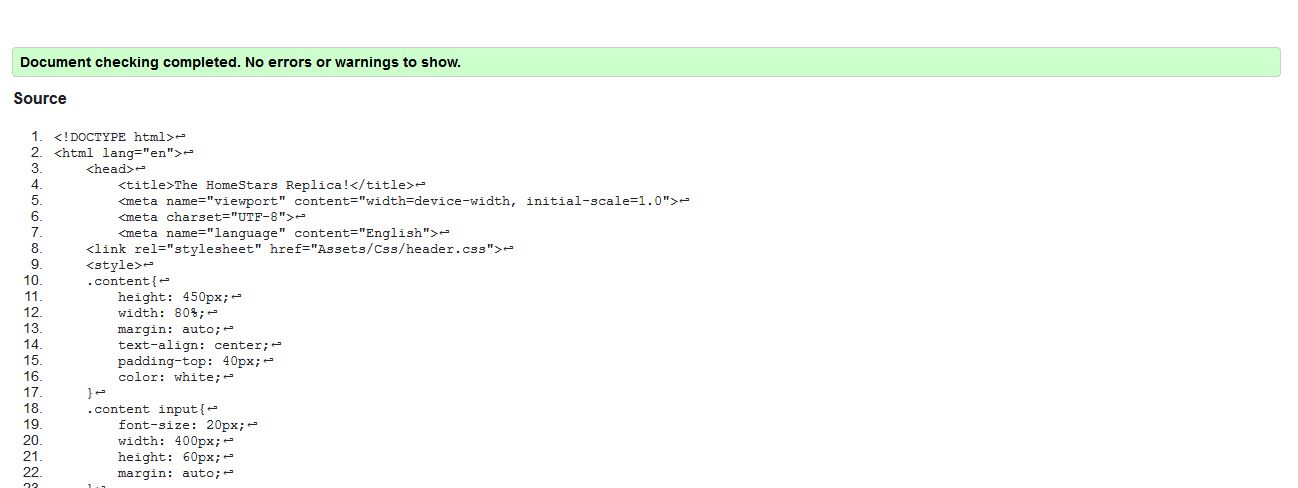 Document checking completed. No errors or warnings to show.
Source
1. <!DOCTYPE html>↩
2. <html lang="en">↩
3. <head>↩
4. <title>The HomeStars Replica!</title>↩
5. <meta name="viewport" content="width=device-width, initial-scale=1.0">↩
6. <meta charset="UTF-8">↩
7. <meta name="language" content="English">↩
8. <link rel="stylesheet" href="Assets/Css/header.css">↩
9. <style>↩
10. .content{↩
11. height: 450px;↩
12. width: 80%;↩
13. margin: auto;↩
14. text-align: center;↩
15. padding-top: 40px;↩
16. color: white;↩
17. }↩
18. .content input{↩
19. font-size: 20px;↩
20. width: 400px;↩
21. height: 60px;↩
22. margin: auto;↩